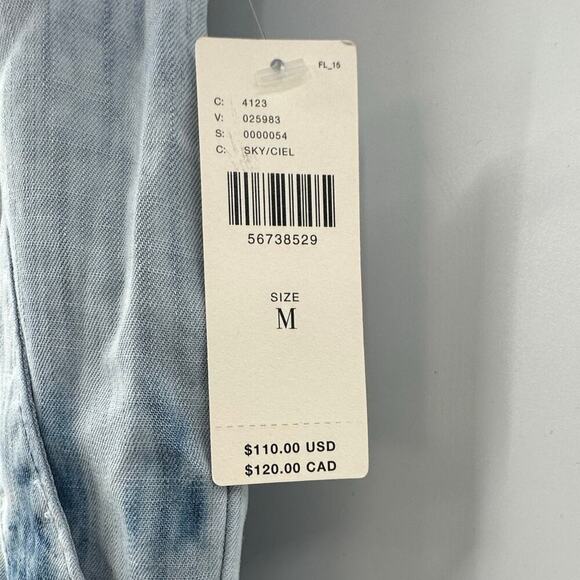 FL_15
C: 4123
V: 025983
S: 0000054
C: SKY/CIEL
56738529
SIZE
M
$110.00 USD
$120.00 CAD